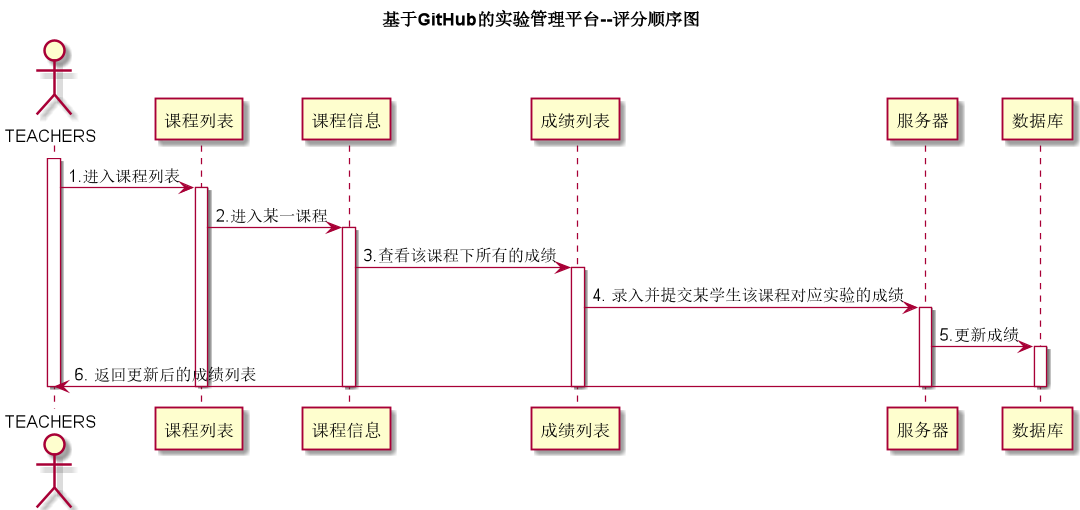 基于GitHub的实验管理平台--评分顺序图
TEACHERS
课程列表
课程信息
成绩列表
服务器
数据库
1.进入课程列表
2.进入某一课程
3.查看该课程下所有的成绩
4. 录入并提交某学生该课程对应实验的成绩
5.更新成绩
6. 返回更新后的成绩列表
TEACHERS
课程列表
课程信息
成绩列表
服务器
数据库